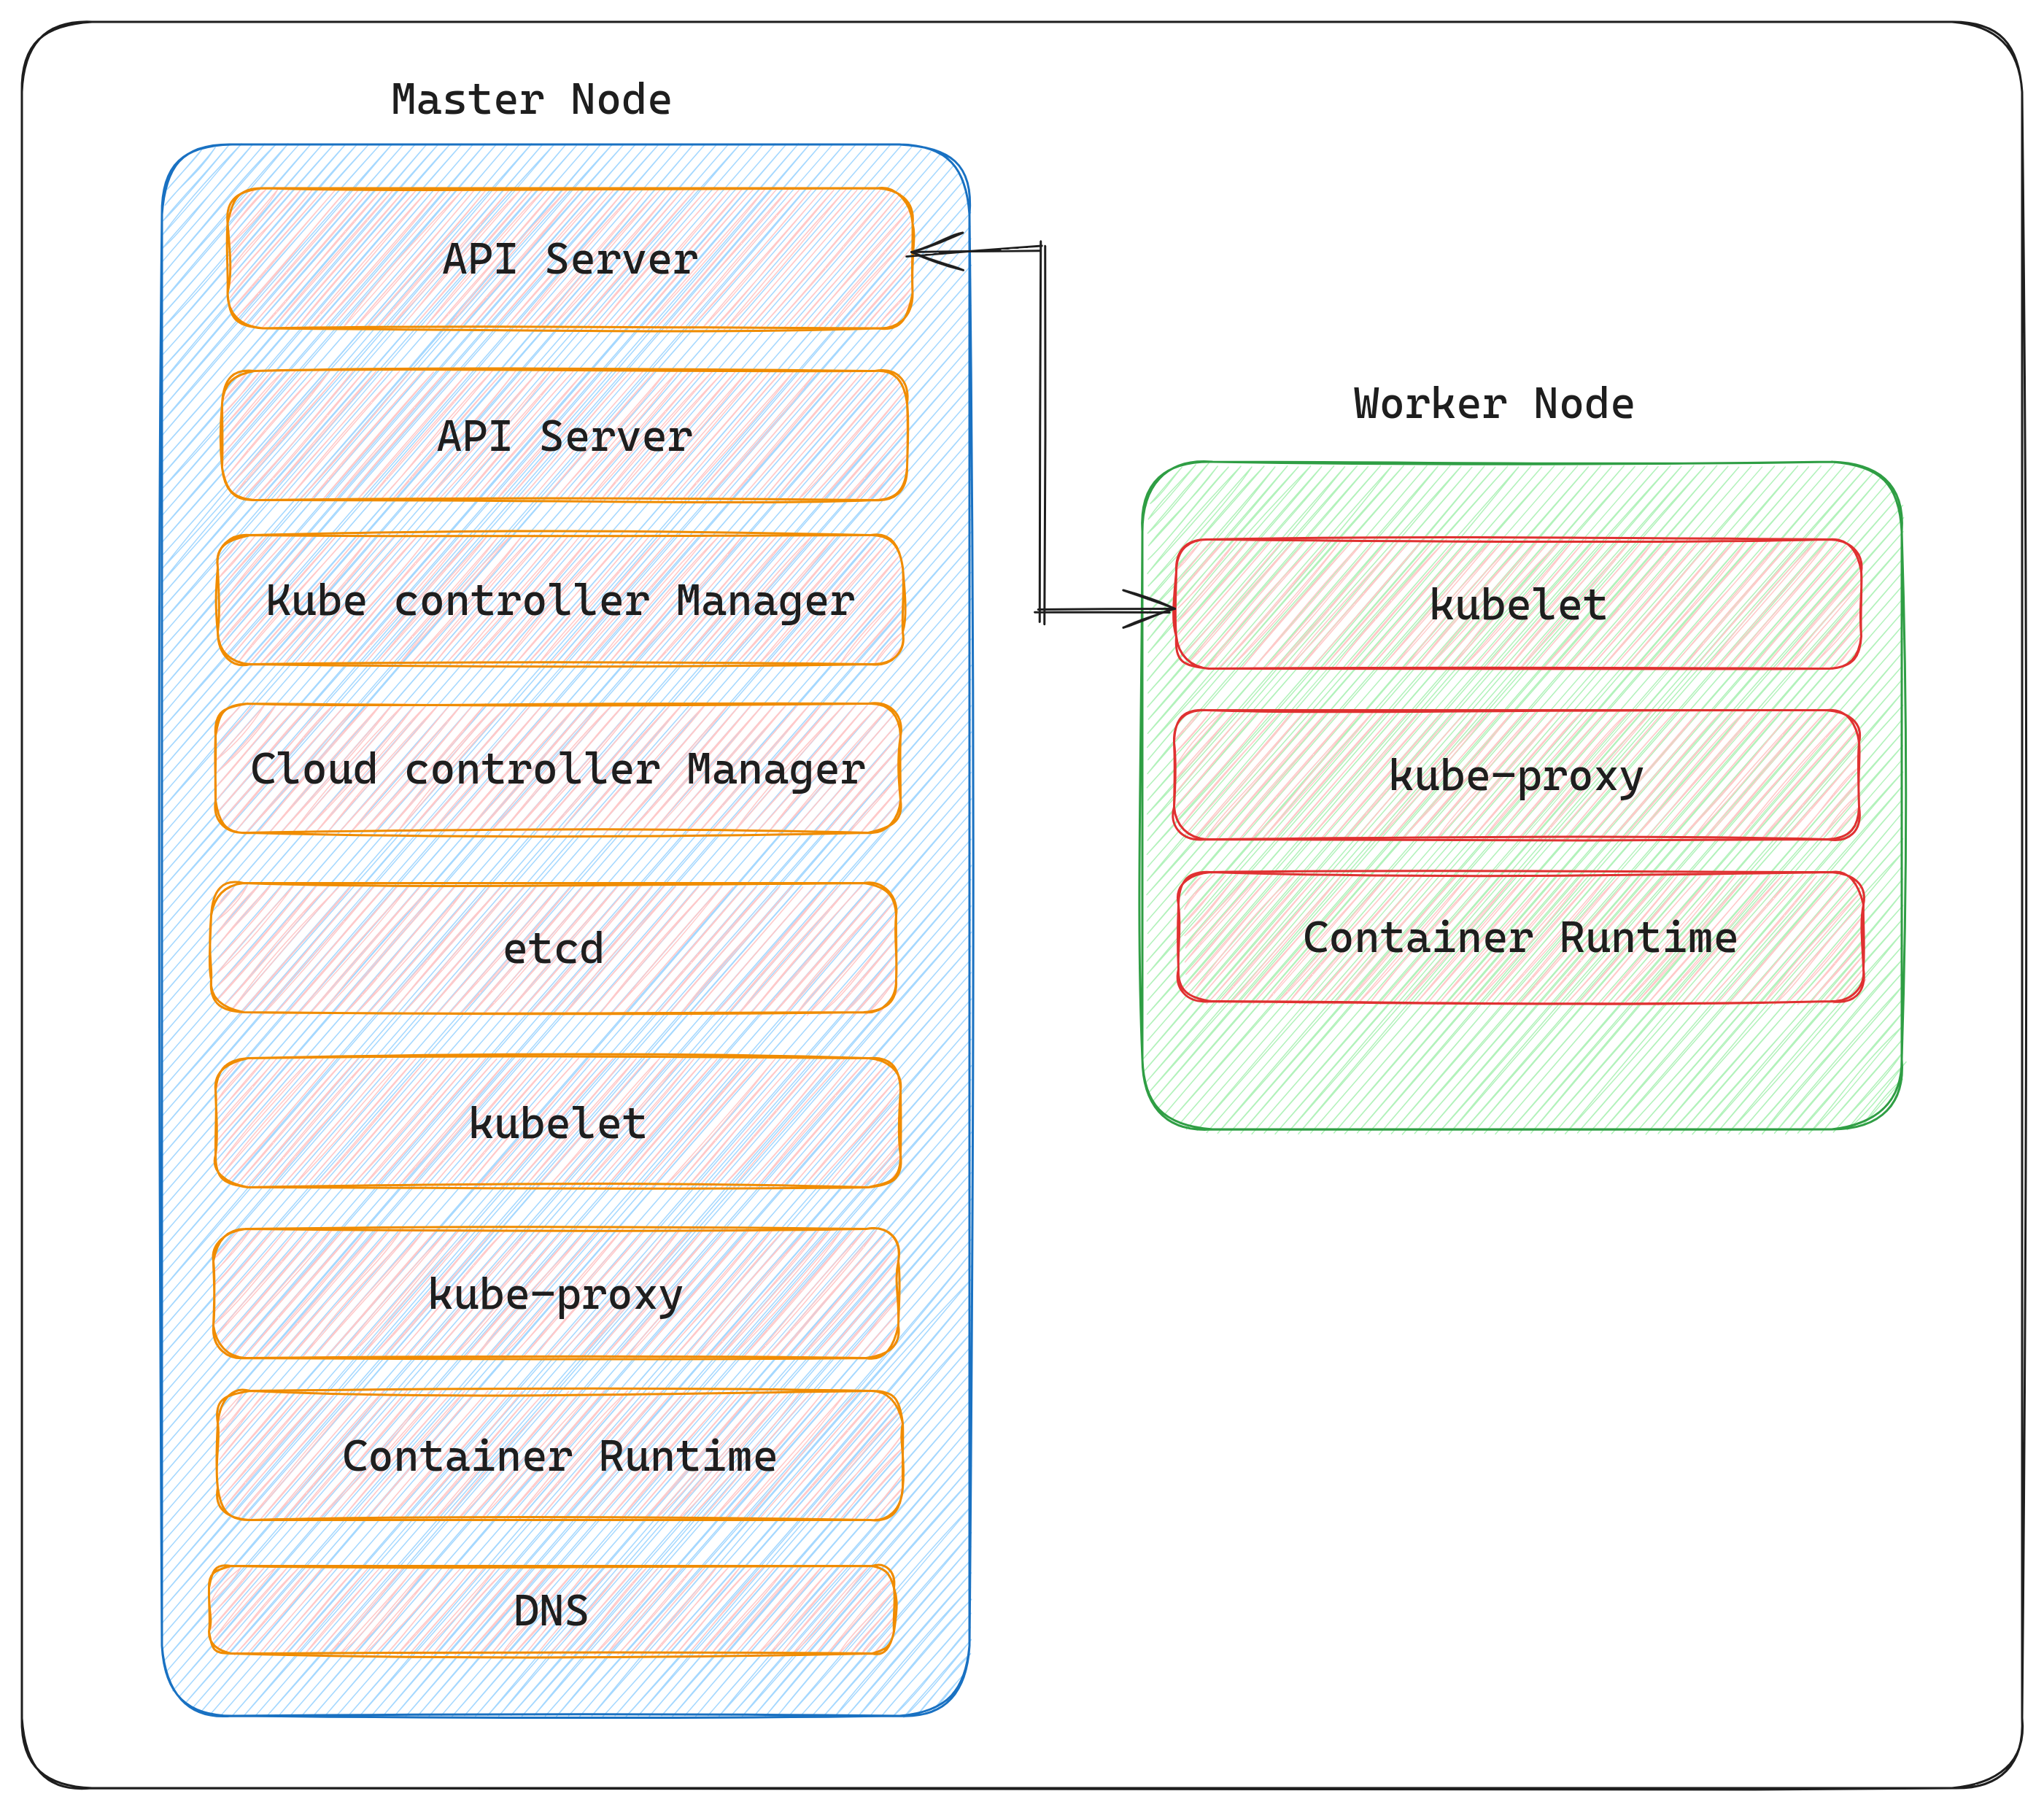 Master Node
API Server
API Server
Kube controller Manager
Cloud controller Manager
etcd
kubelet
kube-proxy
Container Runtime
DNS
Worker Node
kubelet
kube-proxy
Container Runtime